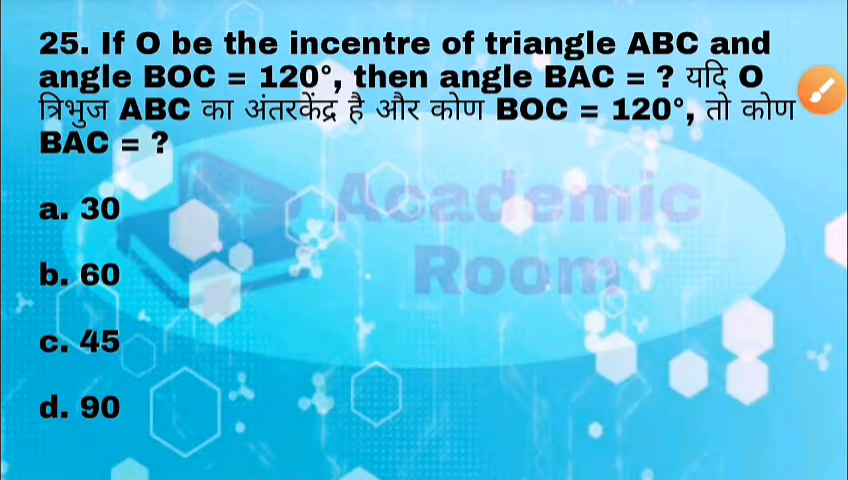 25. If O be the incentre of triangle ABC and
angle BOC = 120°, then angle BAC = ? यदि O
त्रिभुज ABC का अंतरकेंद्र है और कोण BOC = 120°, तो कोण
BAC = ?
a. 30
Academic
Room
b. 60
c. 45
d. 90